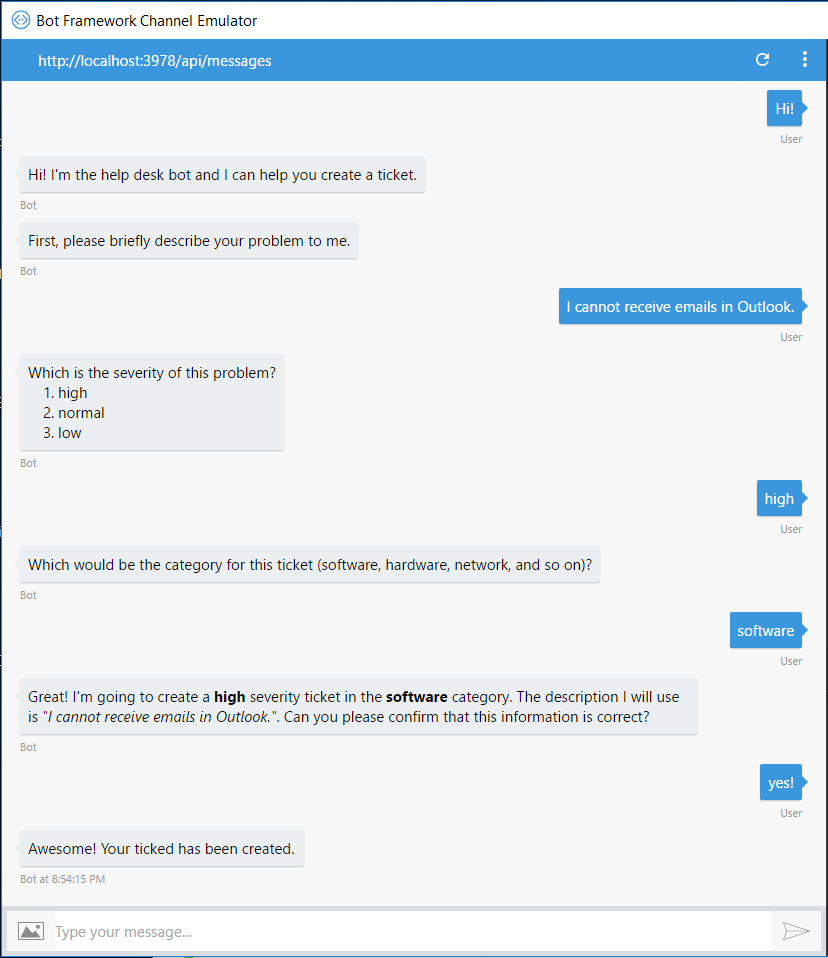 Bot Framework Channel Emulator
http://localhost:3978/api/messages
Hi!
User
Hi! I'm the help desk bot and I can help you create a ticket.
Bot
First, please briefly describe your problem to me.
Bot
I cannot receive emails in Outlook.
User
Which is the severity of this problem?
1. high
2. normal
3. low
Bot
high
User
Which would be the category for this ticket (software, hardware, network, and so on)?
Bot
software
User
Great! I'm going to create a high severity ticket in the software category. The description I will use
is "I cannot receive emails in Outlook.". Can you please confirm that this information is correct?
Bot
yes!
User
Awesome! Your ticked has been created.
Bot at 8:54:15 PM
Type your message...